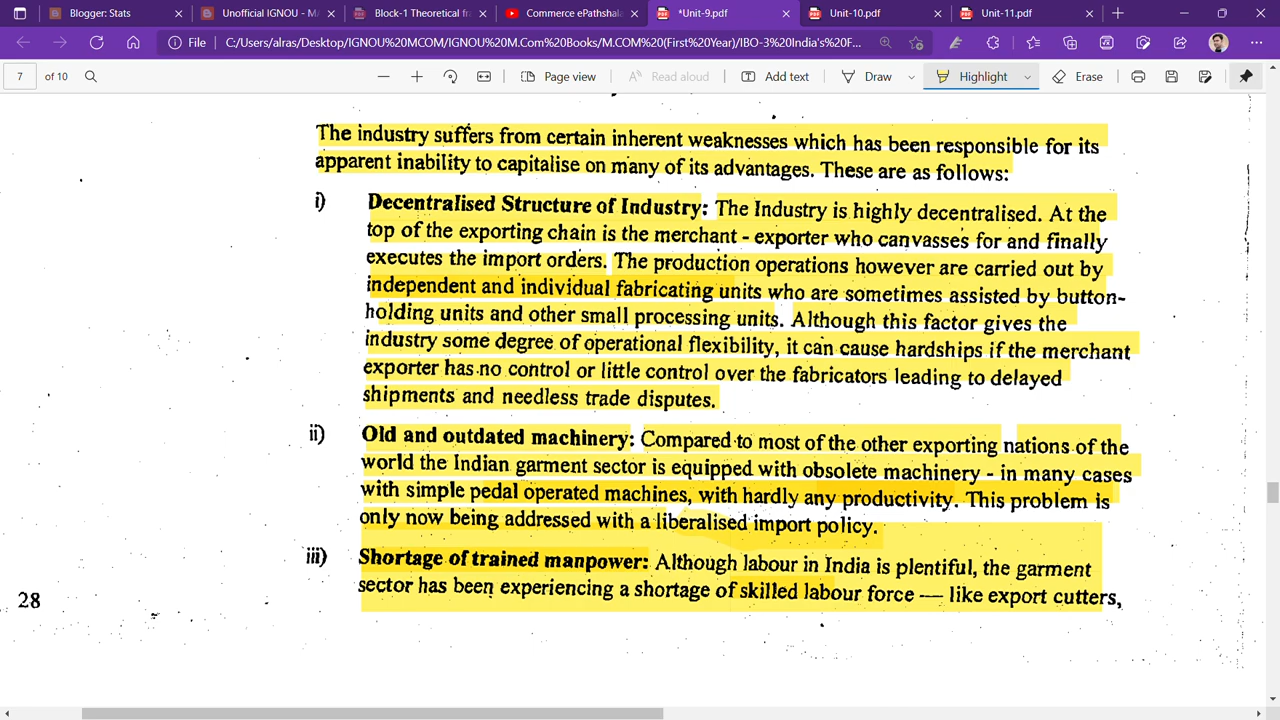 Blogger: Stats
Unofficial IGNOU - MA
Block-1 Theoretical fra
Commerce ePathshala
*Unit-9.pdf
Unit-10.pdf
Unit-11.pdf
File
C:/Users/alras/Desktop/IGNOU%20MCOM/IGNOU%20M.Com%20Books/M.COM%20(First%20Year)/IBO-3%20India's%20F...
7
of 10
Page view
Read aloud
Add text
Draw
Highlight
Erase
The industry suffers from certain inherent weaknesses which has been responsible for its
apparent inability to capitalise on many of its advantages. These are as follows:
i) Decentralised Structure of Industry: The Industry is highly decentralised. At the
top of the exporting chain is the merchant - exporter who canvasses for and finally
executes the import orders. The production operations however are carried out by
independent and individual fabricating units who are sometimes assisted by button-
holding units and other small processing units. Although this factor gives the
industry some degree of operational flexibility, it can cause hardships if the merchant
exporter has no control or little control over the fabricators leading to delayed
shipments and needless trade disputes.
ii) Old and outdated machinery: Compared to most of the other exporting nations of the
world the Indian garment sector is equipped with obsolete machinery - in many cases
with simple pedal operated machines, with hardly any productivity. This problem is
only now being addressed with a liberalised import policy.
iii) Shortage of trained manpower: Although labour in India is plentiful, the garment
sector has been experiencing a shortage of skilled labour force — like export cutters,
28